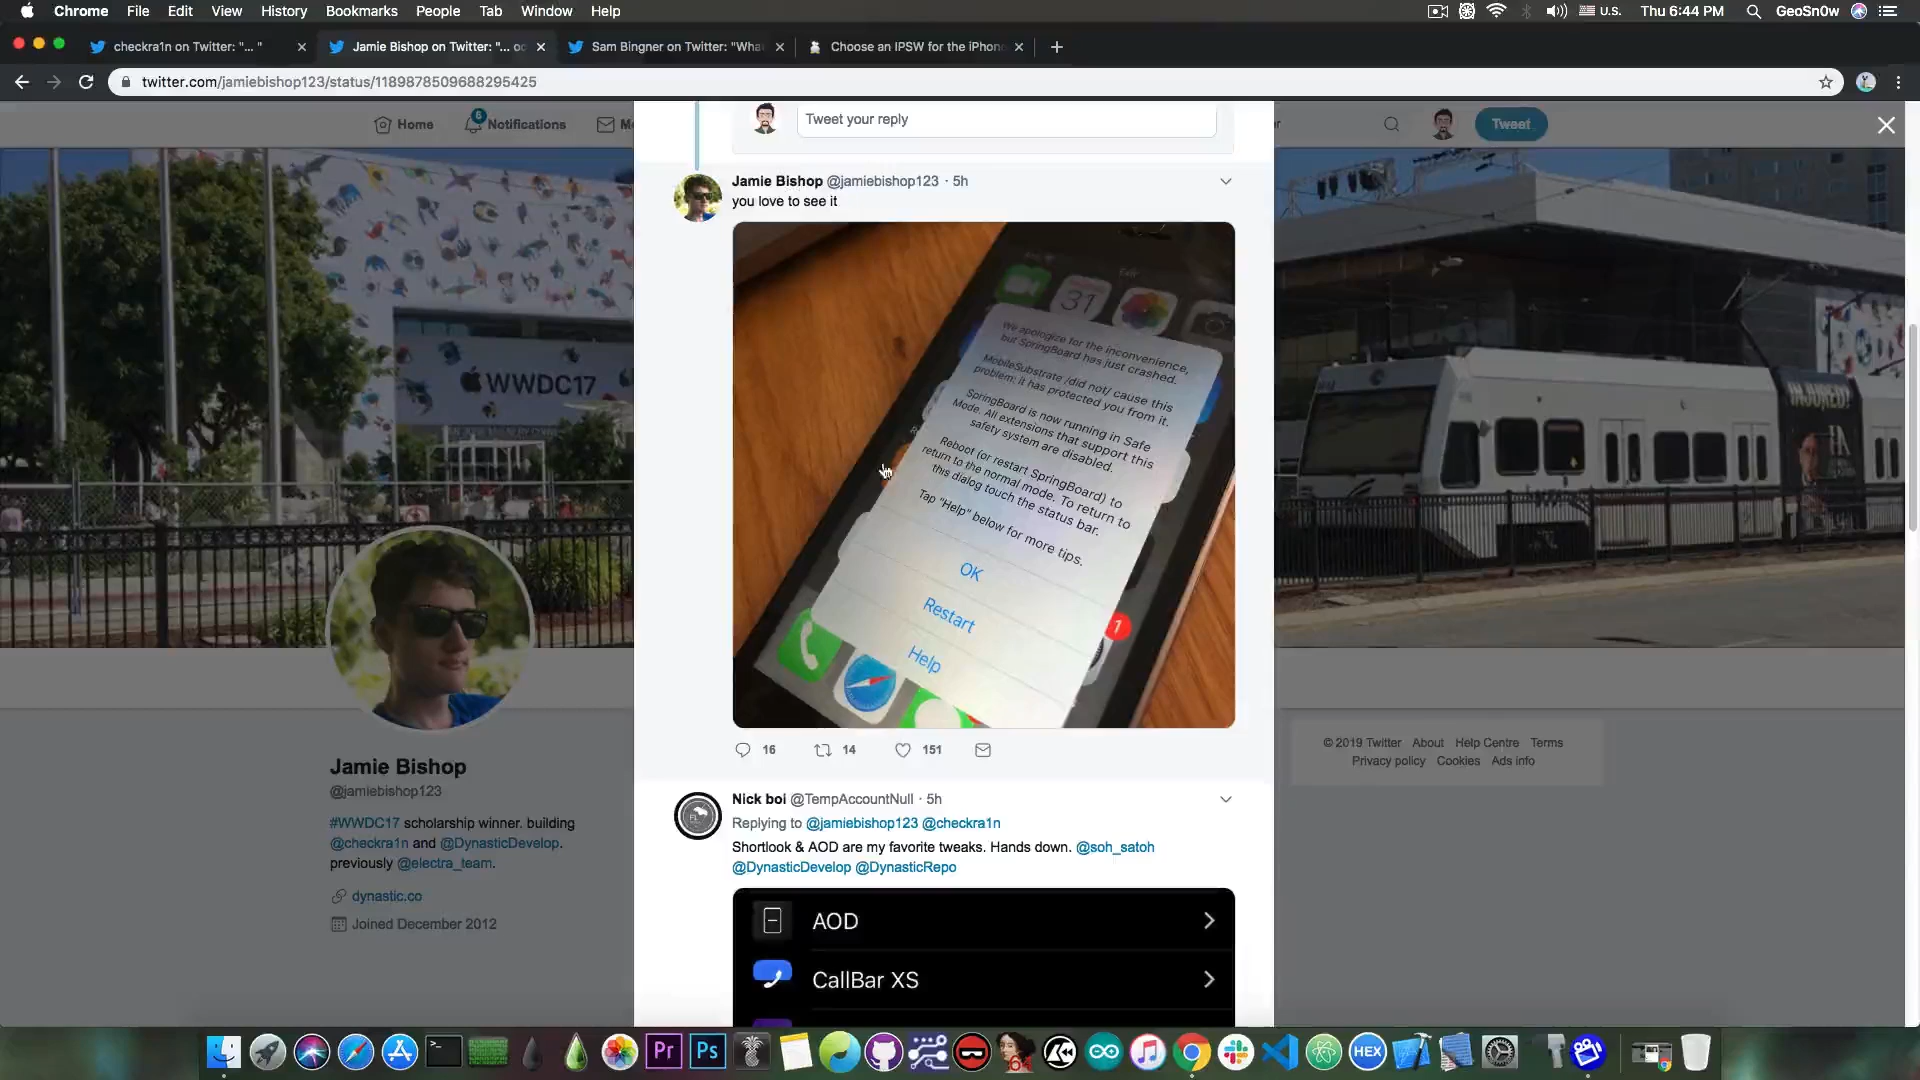 Chrome File Edit View History Bookmarks People Tab Window Help U.S. Thu 6:44 PM GeoSn0w
checkra1n on Twitter: "... "
Jamie Bishop on Twitter: "...
Sam Bingner on Twitter: "Wha
Choose an IPSW for the iPhon
twitter.com/jamiebishop123/status/1189878509688295425
Home
6
Notifications
Tweet
Tweet your reply
Jamie Bishop @jamiebishop123 · 5h
you love to see it
31
We apologize for the inconvenience,
but SpringBoard has just crashed.
MobileSubstrate /did not/ cause this
problem: it has protected you from it.
SpringBoard is now running in Safe
Mode. All extensions that support this
safety system are disabled.
Reboot (or restart SpringBoard) to
return to the normal mode. To return to
this dialog touch the status bar.
Tap "Help" below for more tips.
OK
Restart
Help
1
16 14 151
Nick boi @TempAccountNull · 5h
Replying to @jamiebishop123 @checkra1n
Shortlook & AOD are my favorite tweaks. Hands down. @soh_satoh
@DynasticDevelop @DynasticRepo
AOD
CallBar XS
WWDC17
INJURED?
Jamie Bishop
@jamiebishop123
#WWDC17 scholarship winner. building
@checkra1n and @DynasticDevelop.
previously @electra_team.
dynastic.co
Joined December 2012
© 2019 Twitter About Help Centre Terms
Privacy policy Cookies Ads info
Pr
Ps
64
HEX